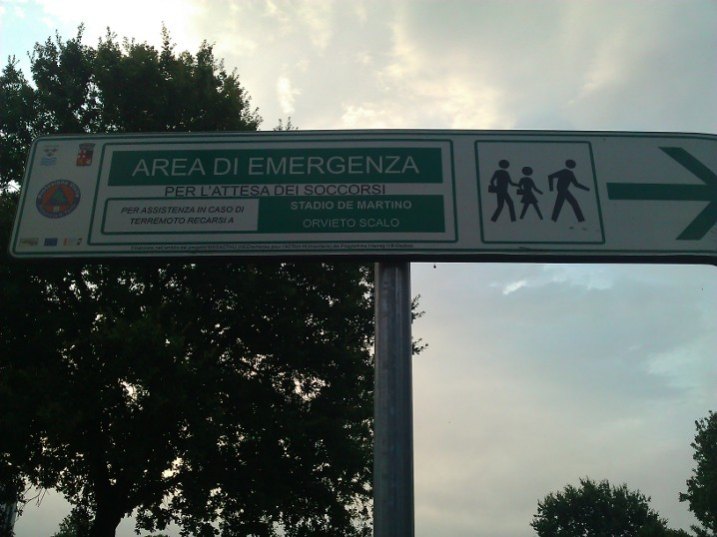 AREA DI EMERGENZA
PER L'ATTESA DEI SOCCORSI
PER ASSISTENZA IN CASO DI
TERREMOTO RECARSI A
STADIO DE MARTINO
ORVIETO SCALO